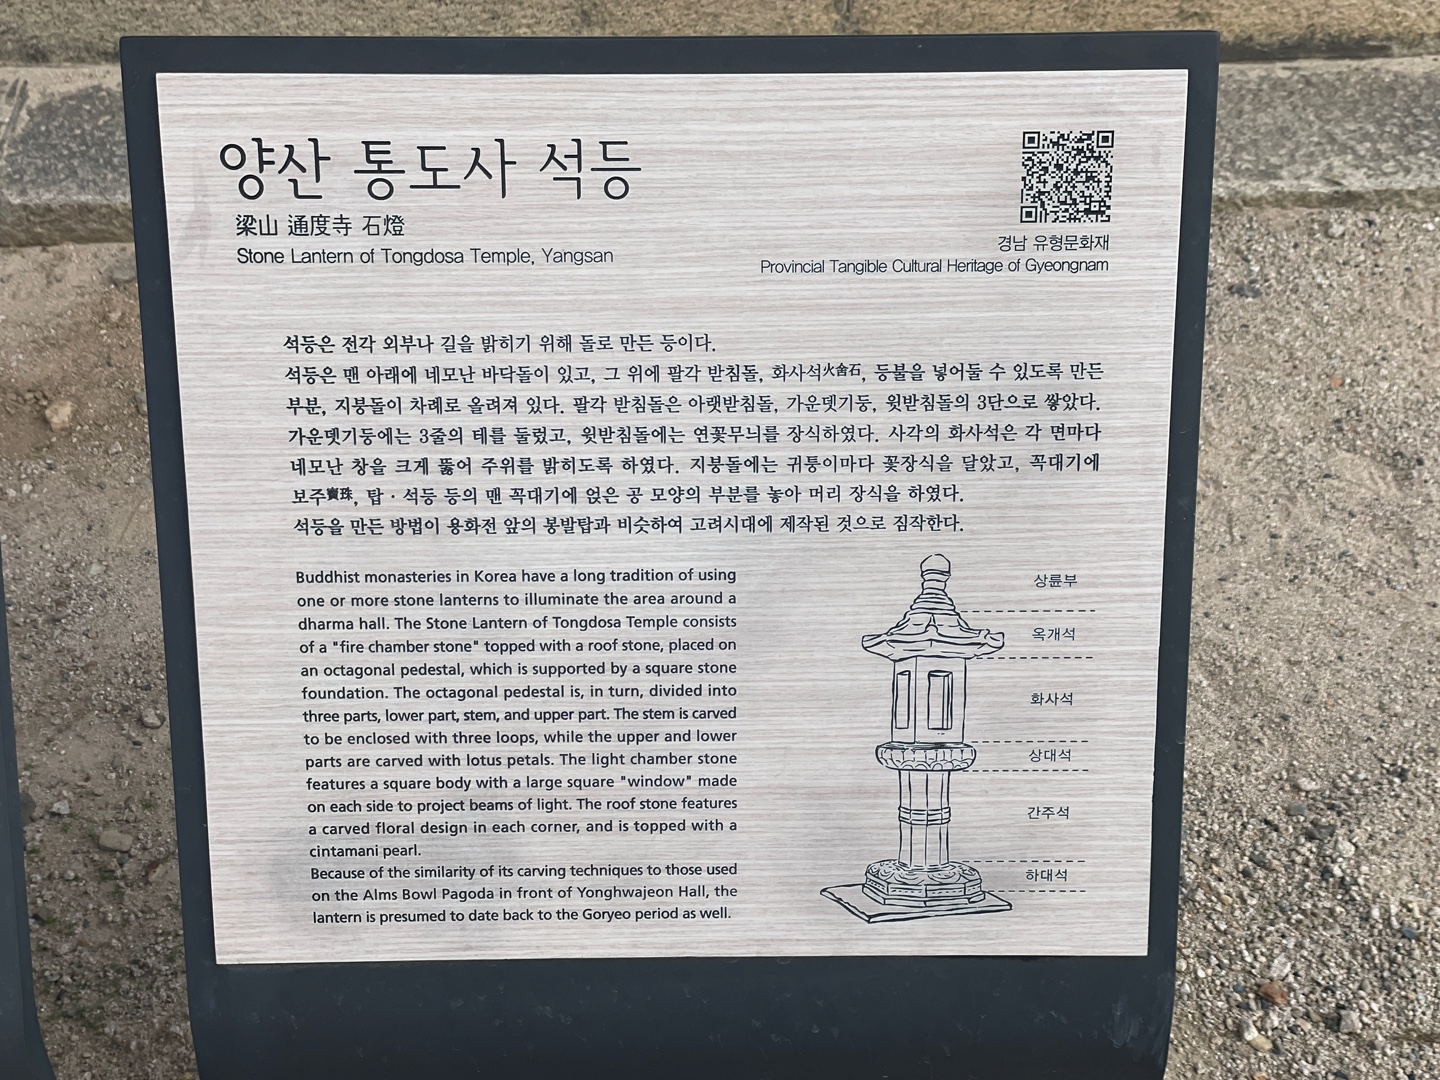 양산 통도사 석등
梁山 通度寺 石燈
Stone Lantern of Tongdosa Temple, Yangsan
경남 유형문화재
Provincial Tangible Cultural Heritage of Gyeongnam
석등은 전각 외부나 길을 밝히기 위해 돌로 만든 등이다.
석등은 맨 아래에 네모난 바닥돌이 있고, 그 위에 팔각 받침돌, 화사석火舍石, 등불을 넣어둘 수 있도록 만든
부분, 지붕돌이 차례로 올려져 있다. 팔각 받침돌은 아랫받침돌, 가운뎃기둥, 윗받침돌의 3단으로 쌓았다.
가운뎃기둥에는 3줄의 테를 둘렀고, 윗받침돌에는 연꽃무늬를 장식하였다. 사각의 화사석은 각 면마다
네모난 창을 크게 뚫어 주위를 밝히도록 하였다. 지붕돌에는 귀퉁이마다 꽃장식을 달았고, 꼭대기에
보주寶珠, 탑 · 석등 등의 맨 꼭대기에 얹은 공 모양의 부분를 놓아 머리 장식을 하였다.
석등을 만든 방법이 용화전 앞의 봉발탑과 비슷하여 고려시대에 제작된 것으로 짐작한다.
Buddhist monasteries in Korea have a long tradition of using
one or more stone lanterns to illuminate the area around a
dharma hall. The Stone Lantern of Tongdosa Temple consists
of a "fire chamber stone" topped with a roof stone, placed on
an octagonal pedestal, which is supported by a square stone
foundation. The octagonal pedestal is, in turn, divided into
three parts, lower part, stem, and upper part. The stem is carved
to be enclosed with three loops, while the upper and lower
parts are carved with lotus petals. The light chamber stone
features a square body with a large square "window" made
on each side to project beams of light. The roof stone features
a carved floral design in each corner, and is topped with a
cintamani pearl.
Because of the similarity of its carving techniques to those used
on the Alms Bowl Pagoda in front of Yonghwajeon Hall, the
lantern is presumed to date back to the Goryeo period as well.
상륜부
옥개석
화사석
상대석
간주석
하대석